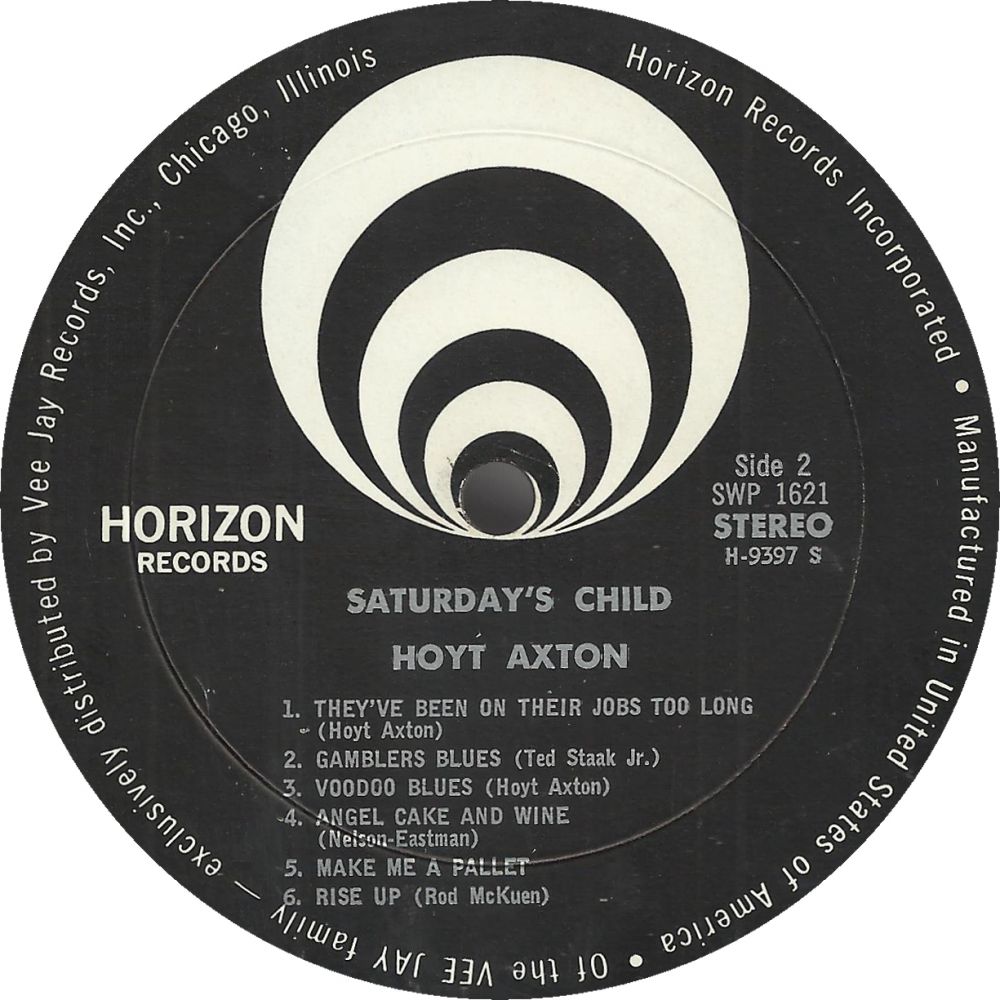 Horizon Records Incorporated • Manufactured in United States of America • Of the VEE JAY family — exclusively distributed by Vee Jay Records, Inc., Chicago, Illinois
HORIZON
RECORDS
Side 2
SWP 1621
STEREO
H-9397 S
SATURDAY'S CHILD
HOYT AXTON
1. THEY'VE BEEN ON THEIR JOBS TOO LONG
(Hoyt Axton)
2. GAMBLERS BLUES (Ted Staak Jr.)
3. VOODOO BLUES (Hoyt Axton)
4. ANGEL CAKE AND WINE
(Nelson-Eastman)
5. MAKE ME A PALLET
6. RISE UP (Rod McKuen)